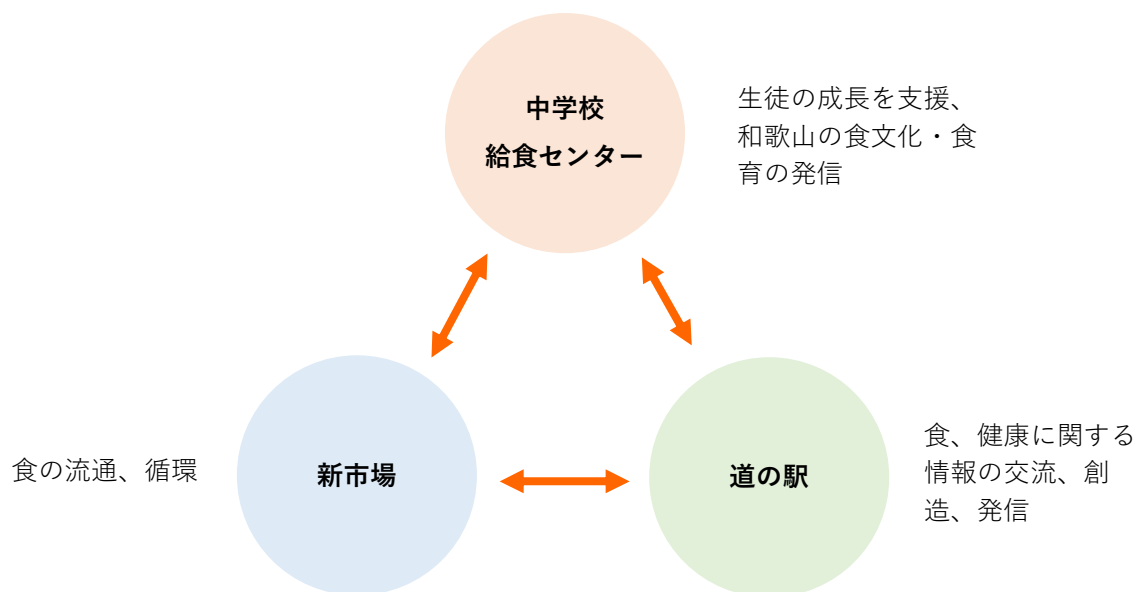 中学校
給食センター
生徒の成長を支援、
和歌山の食文化・食
育の発信
食の流通、循環
新市場
道の駅
食、健康に関する
情報の交流、創
造、発信